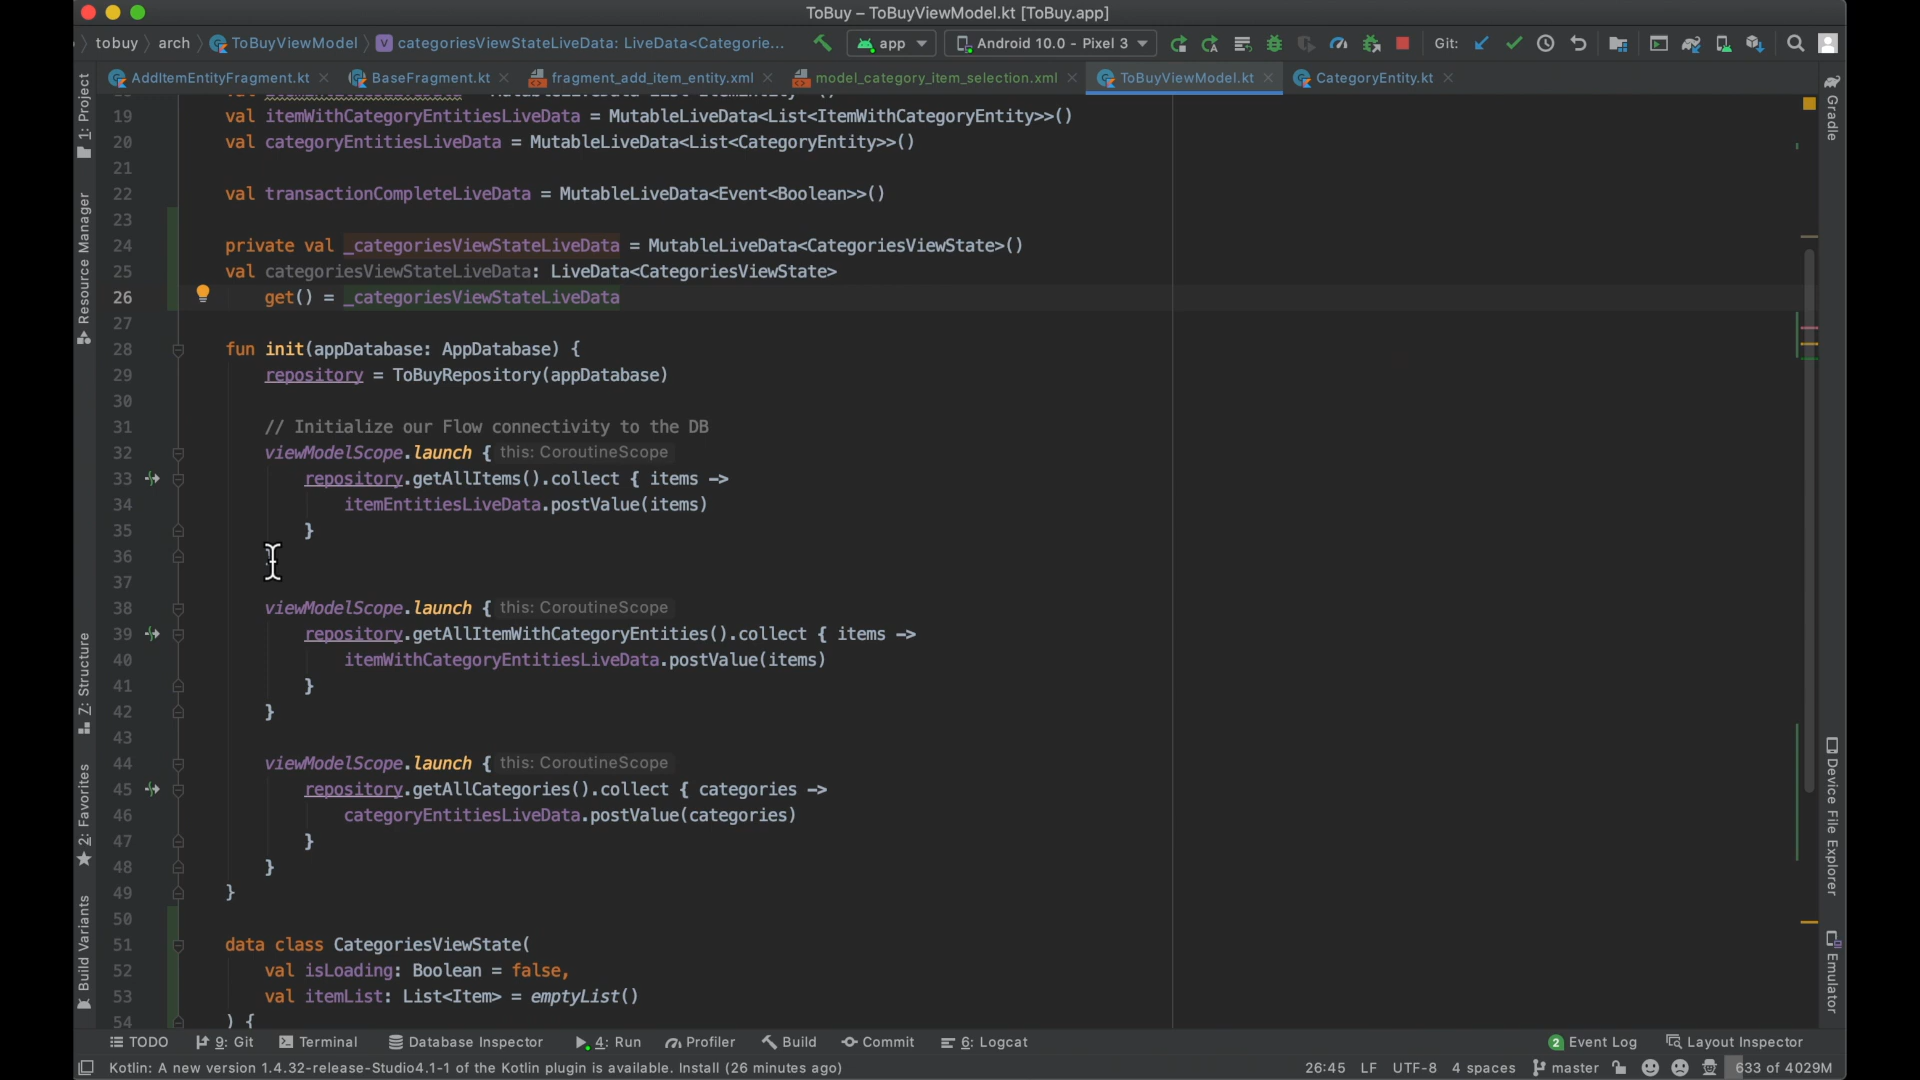 ToBuy – ToBuyViewModel.kt [ToBuy.app]
tobuy arch ToBuyViewModel categoriesViewStateLiveData: LiveData<Categorie... app Android 10.0 - Pixel 3 Git:
AddItemEntityFragment.kt BaseFragment.kt fragment_add_item_entity.xml model_category_item_selection.xml ToBuyViewModel.kt CategoryEntity.kt
19 val itemWithCategoryEntitiesLiveData = MutableLiveData<List<ItemWithCategoryEntity>>()
20 val categoryEntitiesLiveData = MutableLiveData<List<CategoryEntity>>()
21
22 val transactionCompleteLiveData = MutableLiveData<Event<Boolean>>()
23
24 private val _categoriesViewStateLiveData = MutableLiveData<CategoriesViewState>()
25 val categoriesViewStateLiveData: LiveData<CategoriesViewState>
26 get() = _categoriesViewStateLiveData
27
28 fun init(appDatabase: AppDatabase) {
29 repository = ToBuyRepository(appDatabase)
30
31 // Initialize our Flow connectivity to the DB
32 viewModelScope.launch { this: CoroutineScope
33 repository.getAllItems().collect { items ->
34 itemEntitiesLiveData.postValue(items)
35 }
36
37
38 viewModelScope.launch { this: CoroutineScope
39 repository.getAllItemWithCategoryEntities().collect { items ->
40 itemWithCategoryEntitiesLiveData.postValue(items)
41 }
42 }
43
44 viewModelScope.launch { this: CoroutineScope
45 repository.getAllCategories().collect { categories ->
46 categoryEntitiesLiveData.postValue(categories)
47 }
48 }
49 }
50
51 data class CategoriesViewState(
52 val isLoading: Boolean = false,
53 val itemList: List<Item> = emptyList()
54 ) {
1: Project
Resource Manager
7: Structure
2: Favorites
Build Variants
Gradle
Device File Explorer
Emulator
TODO 9: Git Terminal Database Inspector 4: Run Profiler Build Commit 6: Logcat 2 Event Log Layout Inspector
Kotlin: A new version 1.4.32-release-Studio4.1-1 of the Kotlin plugin is available. Install (26 minutes ago) 26:45 LF UTF-8 4 spaces master 633 of 4029M